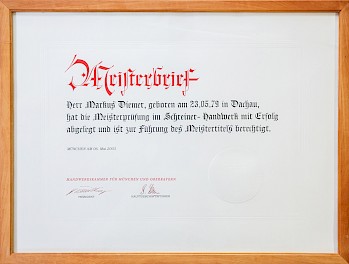 Meisterbrief
Herr Markus Diemer, geboren am 23.05.79 in Dachau,
hat die Meisterprüfung im Schreiner-Handwerk mit Erfolg
abgelegt und ist zur Führung des Meistertitels berechtigt.
HANDWERKSKAMMER FÜR MÜNCHEN UND OBERBAYERN